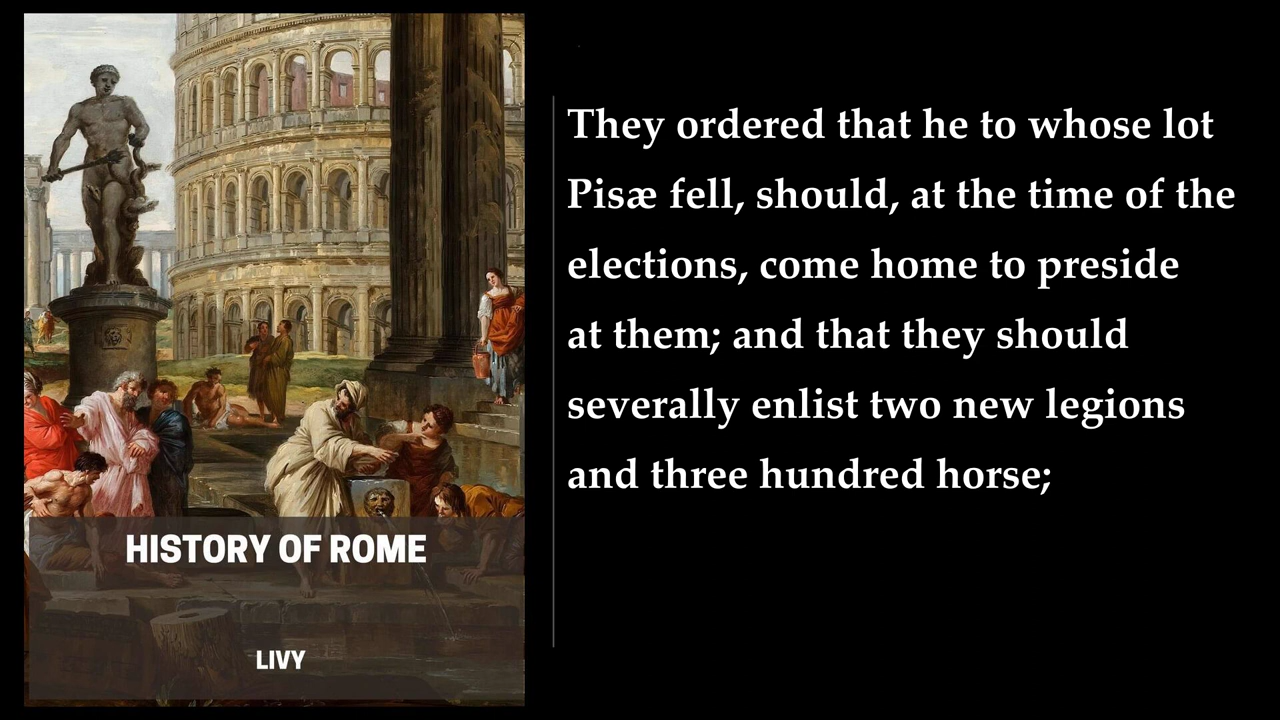 They ordered that he to whose lot
Pisæ fell, should, at the time of the
elections, come home to preside
at them; and that they should
severally enlist two new legions
and three hundred horse;
HISTORY OF ROME
LIVY